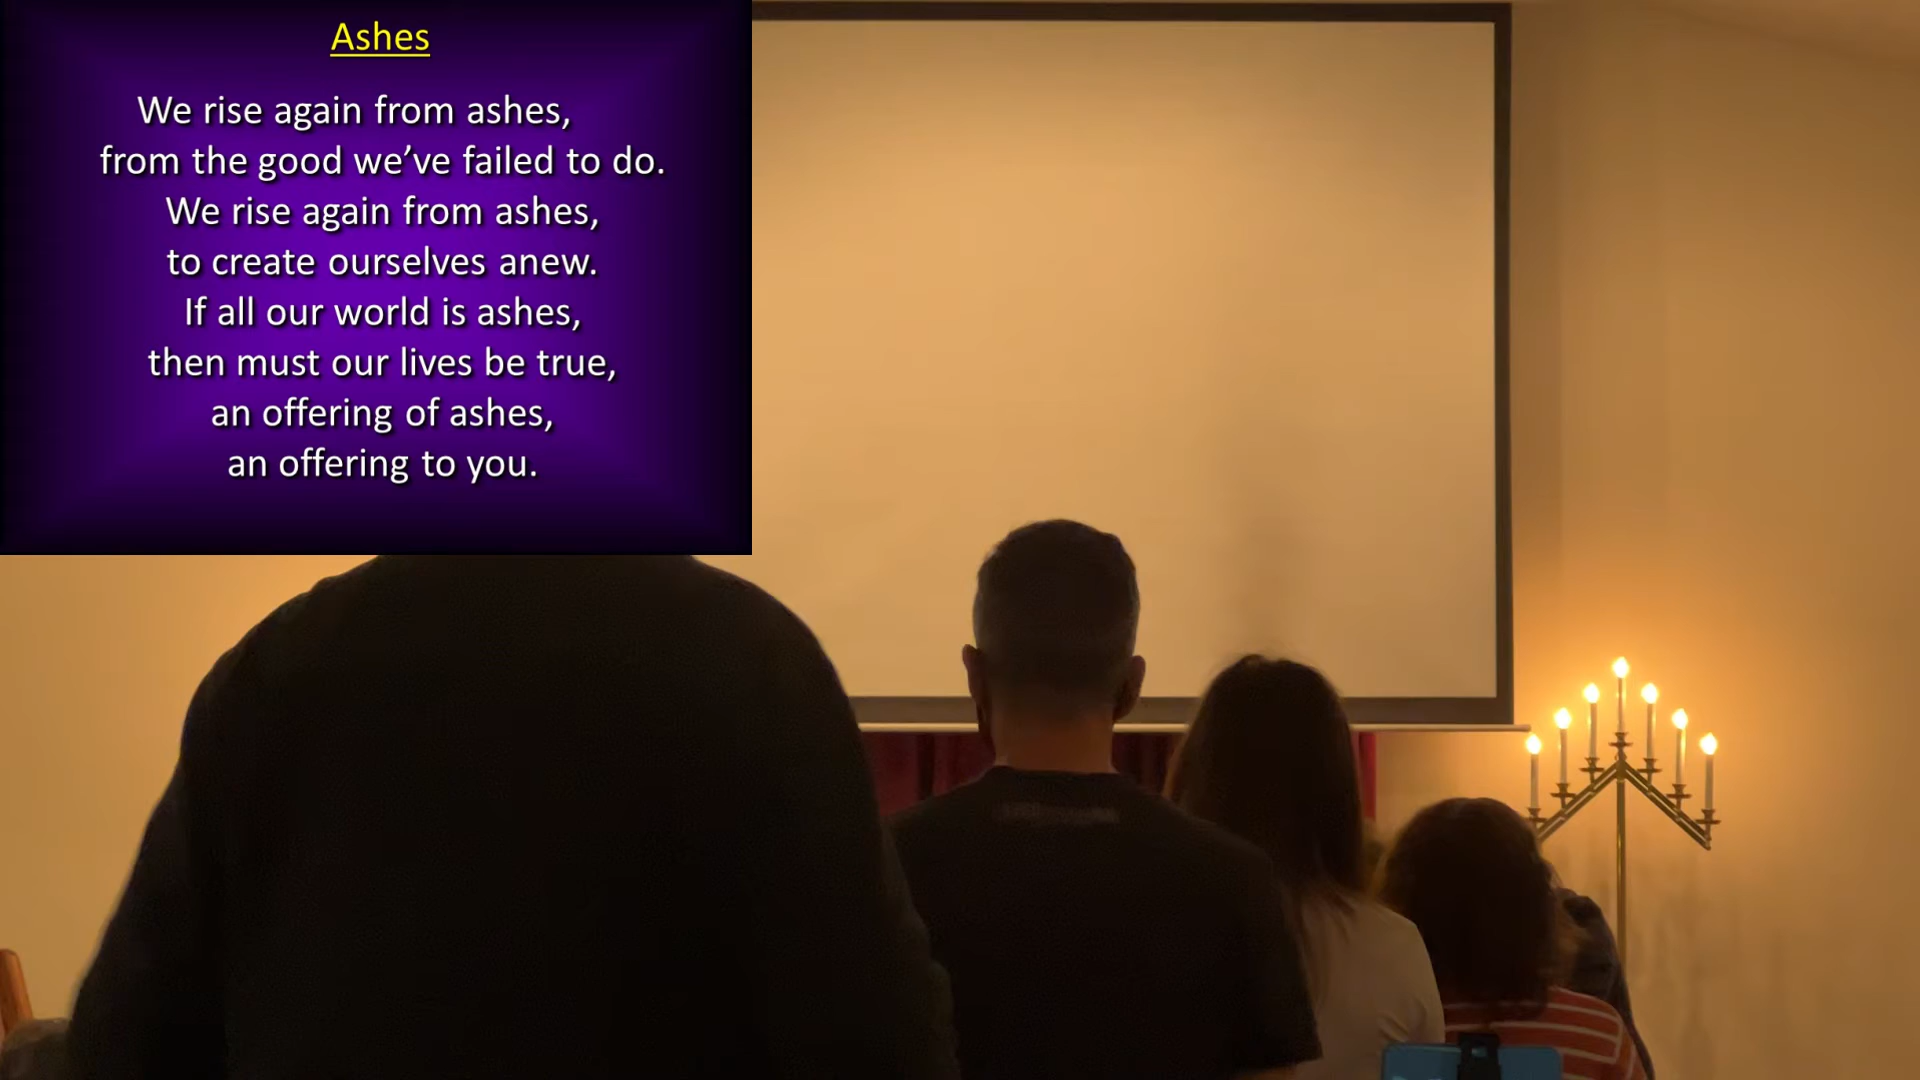 Ashes
We rise again from ashes,
from the good we’ve failed to do.
We rise again from ashes,
to create ourselves anew.
If all our world is ashes,
then must our lives be true,
an offering of ashes,
an offering to you.